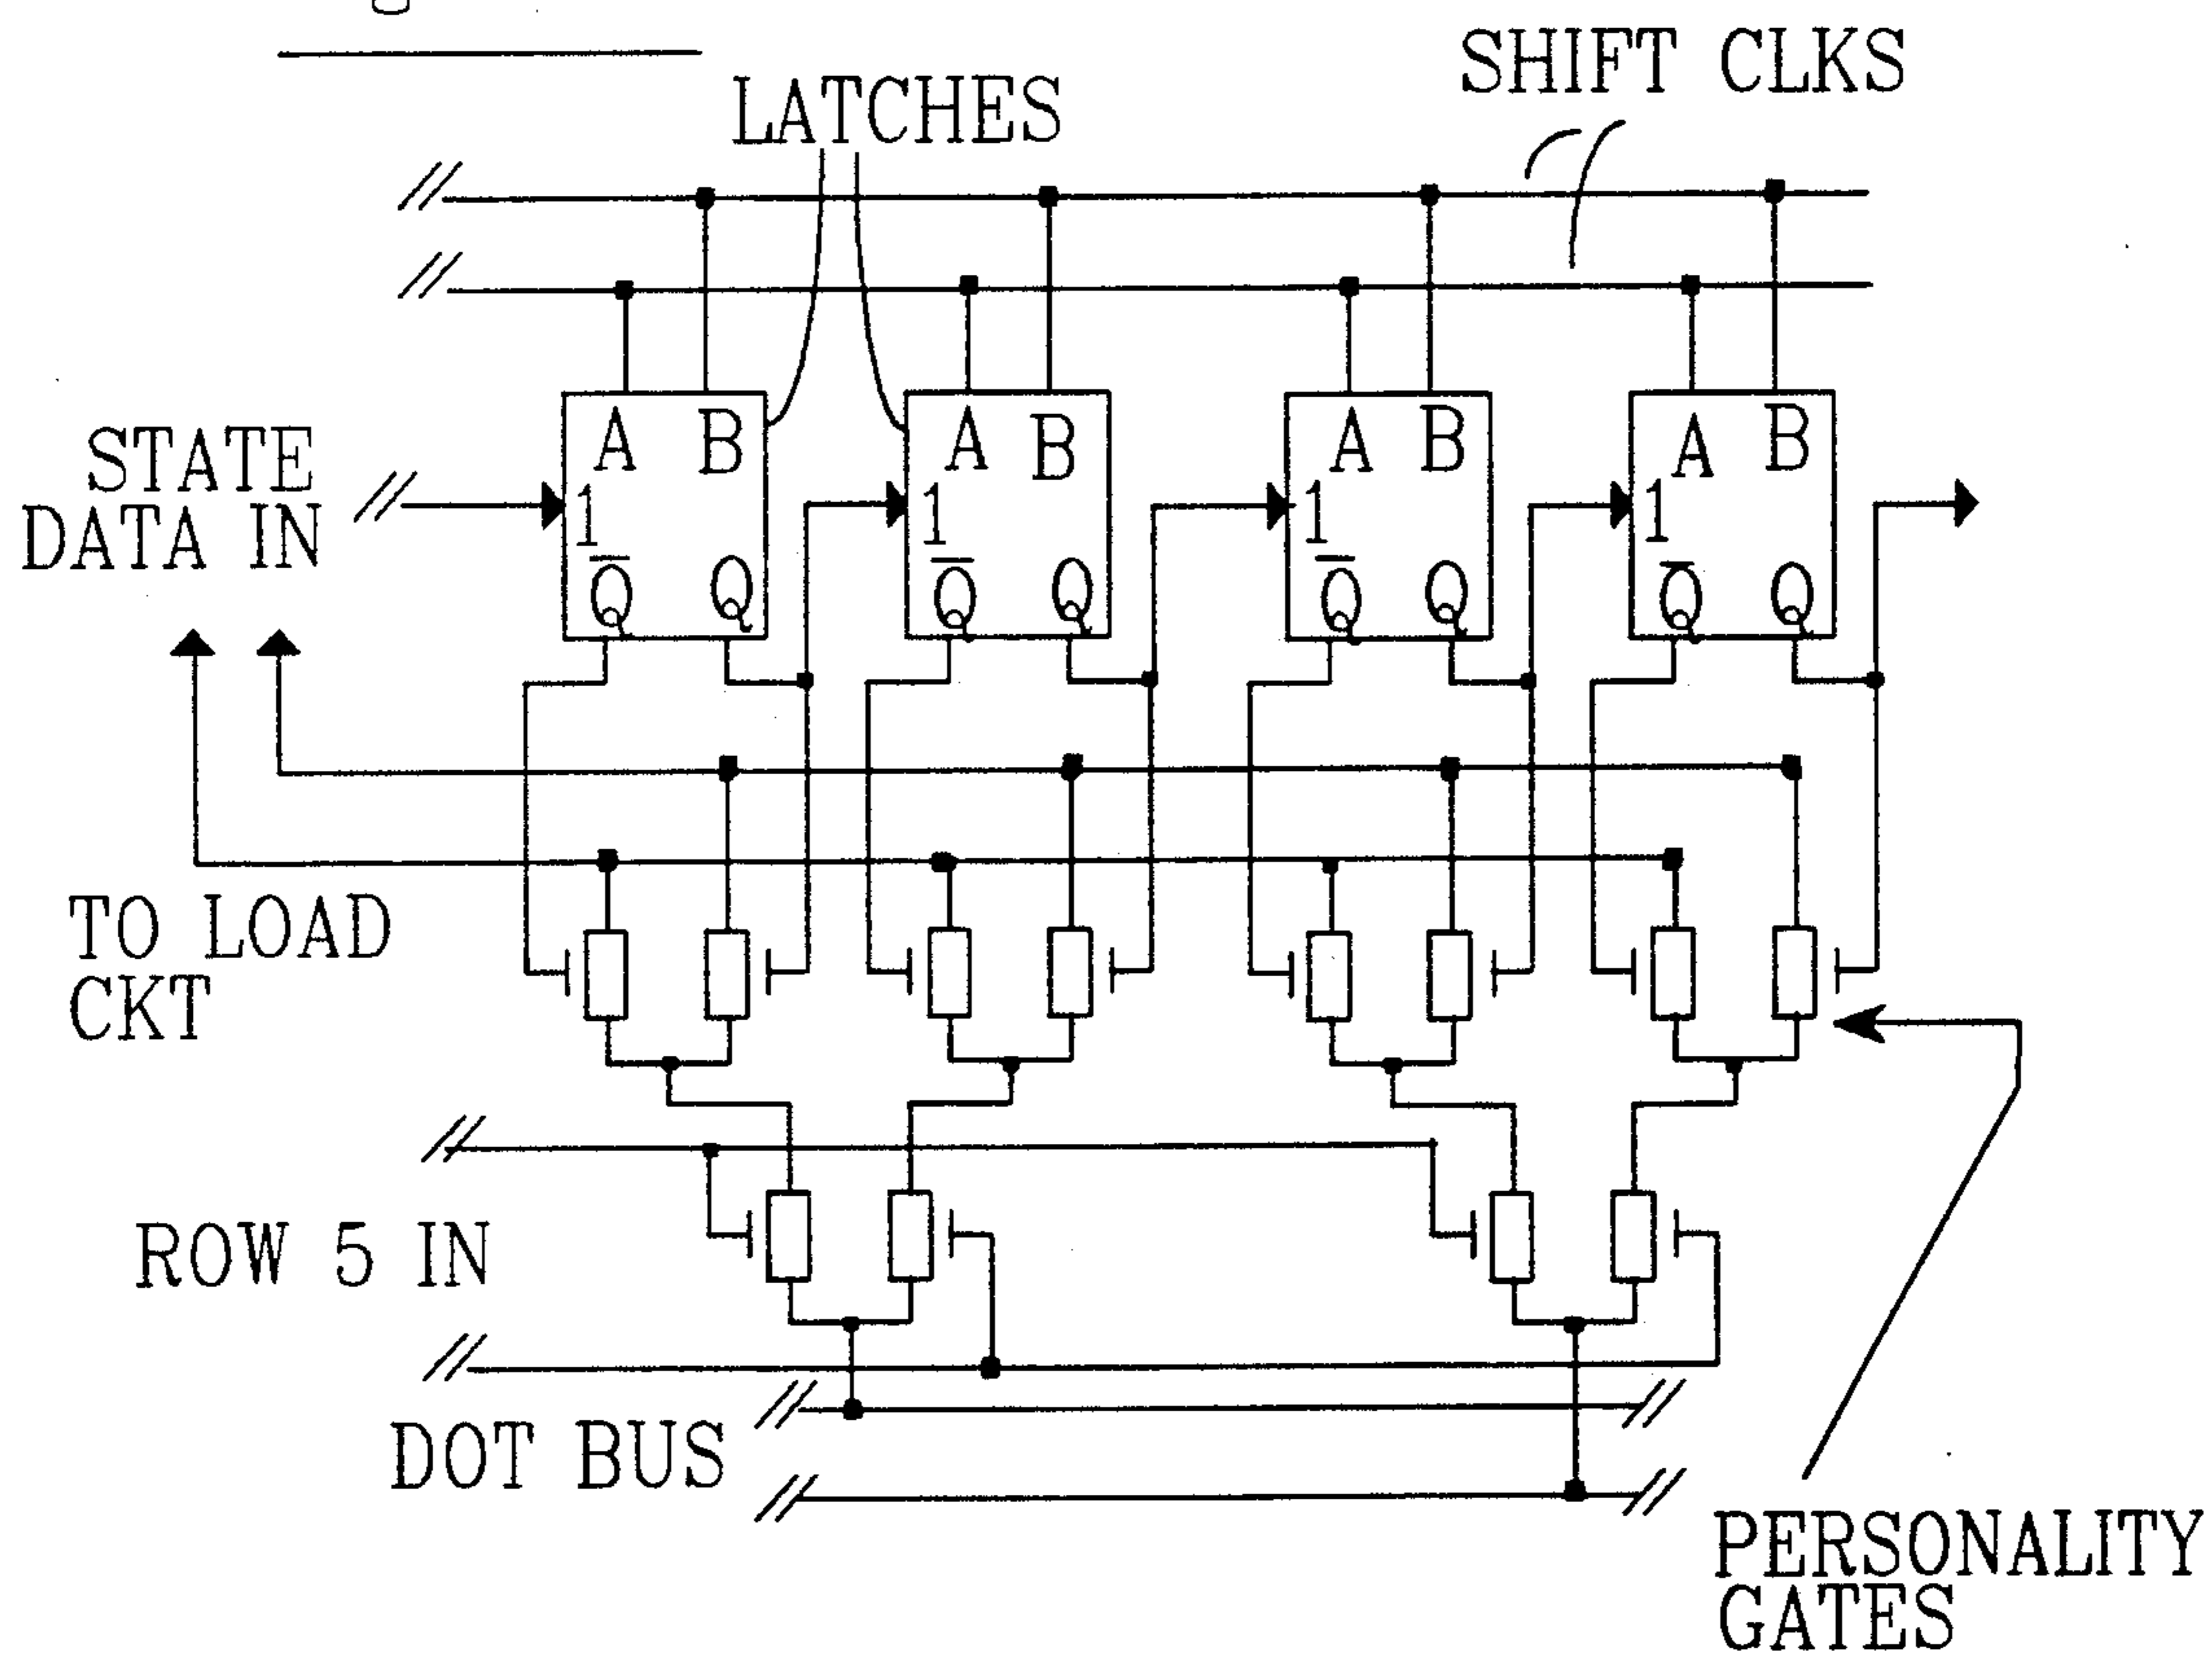 SHIFT CLKS
LATCHES
A B
A B
A B
A B
STATE
DATA IN
1
1
1
1
Q̅ Q
Q̅ Q
Q̅ Q
Q̅ Q
TO LOAD
CKT
ROW 5 IN
DOT BUS
PERSONALITY
GATES